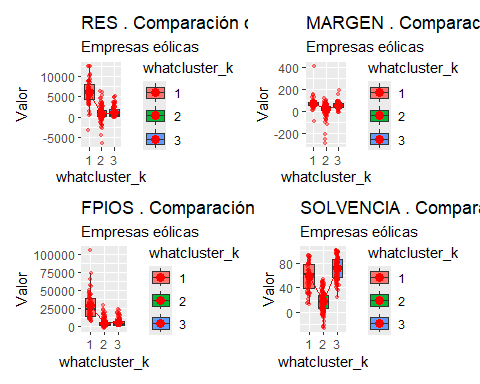 RES . Comparación
Empresas eólicas
Valor
10000
5000
0
-5000
1 2 3
whatcluster_k
whatcluster_k
1
2
3
MARGEN . Comparac
Empresas eólicas
Valor
400
200
0
-200
1 2 3
whatcluster_k
whatcluster_k
1
2
3
FPIOS . Comparación
Empresas eólicas
Valor
100000
75000
50000
25000
0
1 2 3
whatcluster_k
whatcluster_k
1
2
3
SOLVENCIA . Compara
Empresas eólicas
Valor
80
40
0
1 2 3
whatcluster_k
whatcluster_k
1
2
3